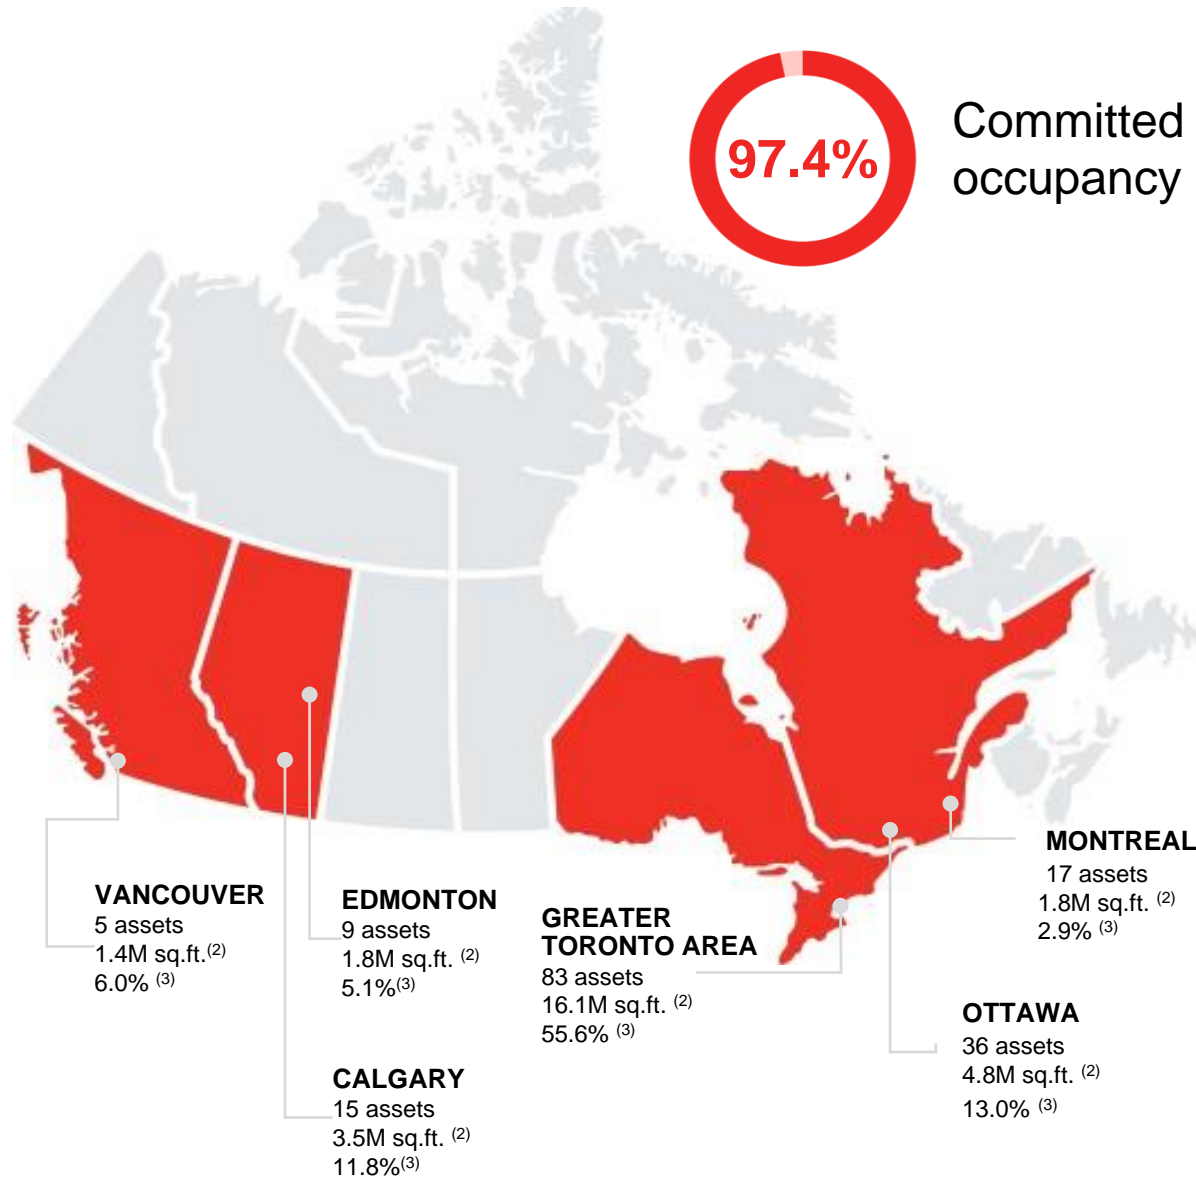 97.4%
Committed
occupancy
VANCOUVER
5 assets
1.4M sq.ft.(2)
6.0% (3)
EDMONTON
9 assets
1.8M sq.ft. (2)
5.1%(3)
CALGARY
15 assets
3.5M sq.ft. (2)
11.8%(3)
GREATER
TORONTO AREA
83 assets
16.1M sq.ft. (2)
55.6% (3)
MONTREAL
17 assets
1.8M sq.ft. (2)
2.9% (3)
OTTAWA
36 assets
4.8M sq.ft. (2)
13.0% (3)